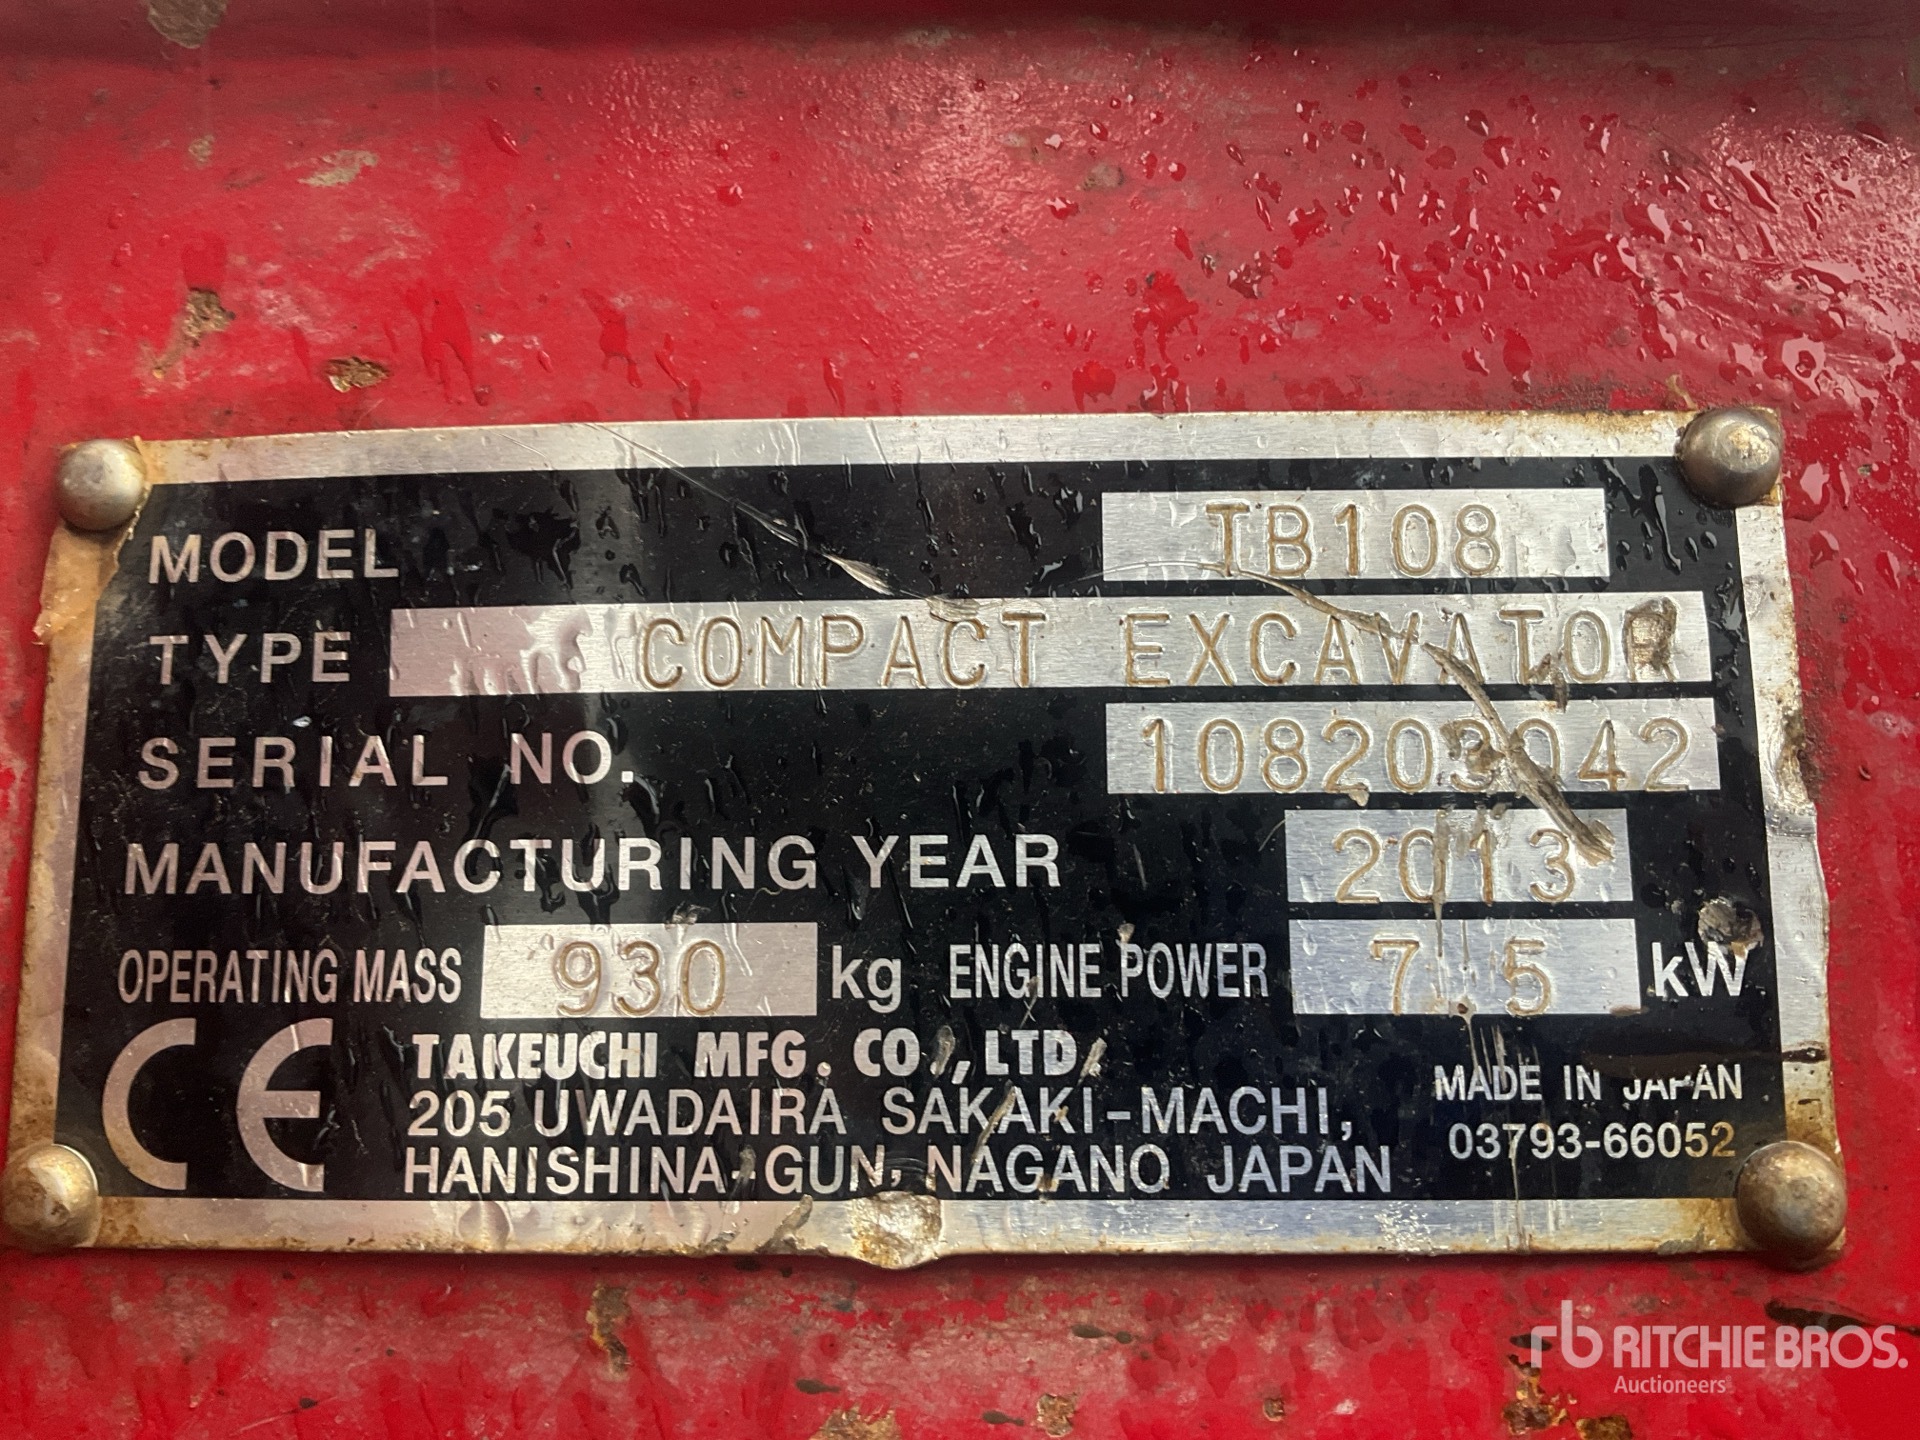 MODEL TB108
TYPE COMPACT EXCAVATOR
SERIAL NO. 108203042
MANUFACTURING YEAR 2013
OPERATING MASS 930 kg ENGINE POWER 7.5 kW
CE
TAKEUCHI MFG. CO., LTD.
205 UWADAIRA SAKAKI-MACHI,
HANISHINA-GUN, NAGANO JAPAN
MADE IN JAPAN
03793-66052
rb RITCHIE BROS.
Auctioneers